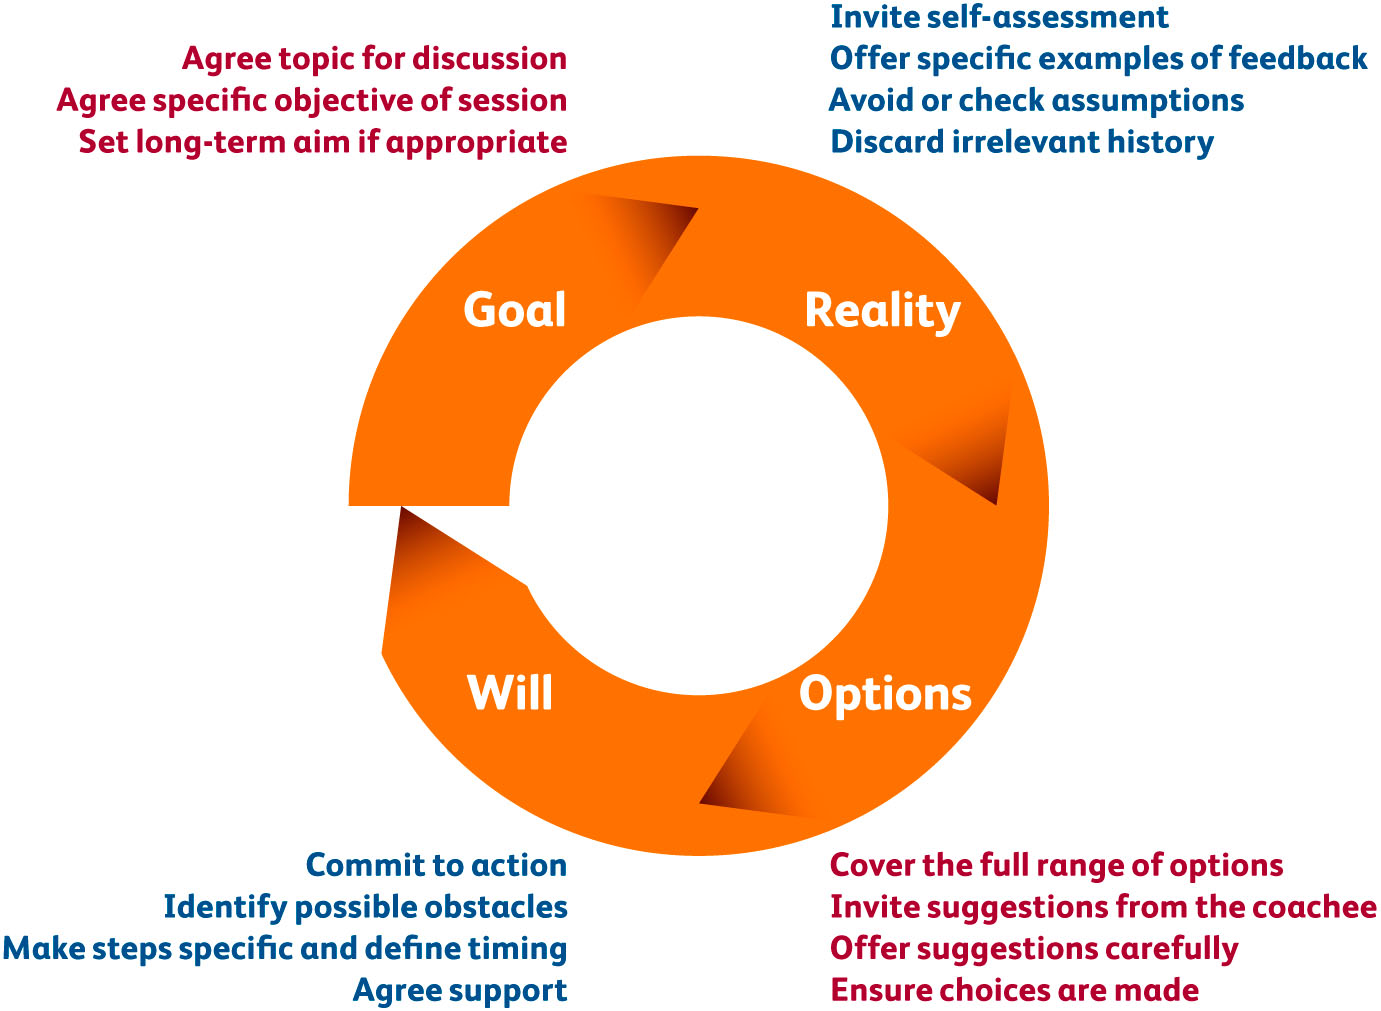 Agree topic for discussion
Agree specific objective of session
Set long-term aim if appropriate
Invite self-assessment
Offer specific examples of feedback
Avoid or check assumptions
Discard irrelevant history
Goal
Reality
Will
Options
Commit to action
Identify possible obstacles
Make steps specific and define timing
Agree support
Cover the full range of options
Invite suggestions from the coachee
Offer suggestions carefully
Ensure choices are made